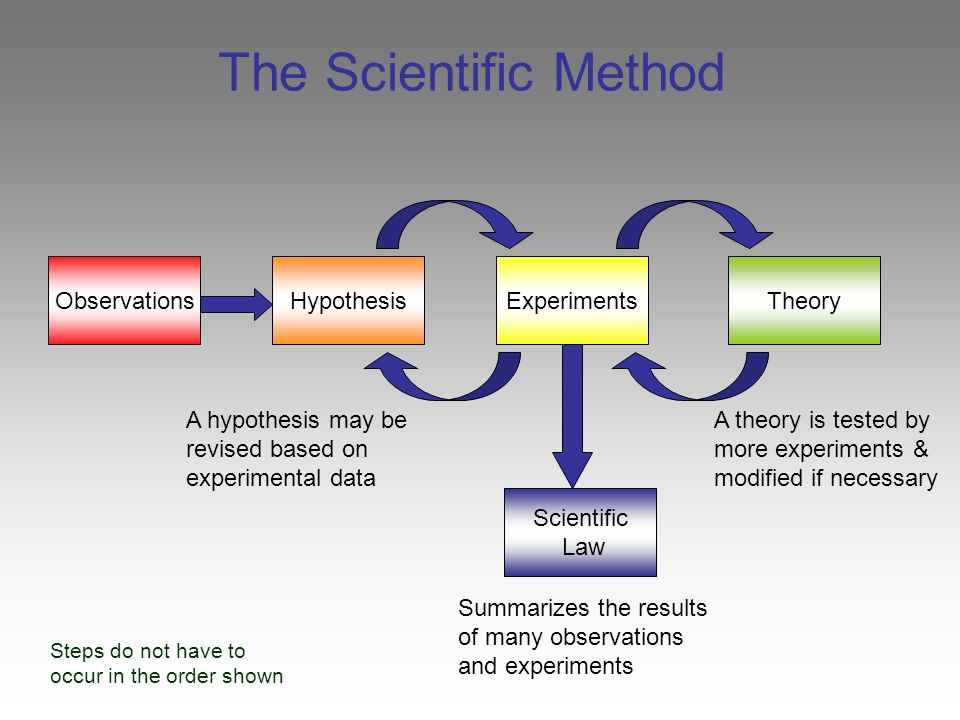 The Scientific Method
Observations
Hypothesis
Experiments
Theory
A hypothesis may be
revised based on
experimental data
A theory is tested by
more experiments &
modified if necessary
Scientific
Law
Summarizes the results
of many observations
and experiments
Steps do not have to
occur in the order shown